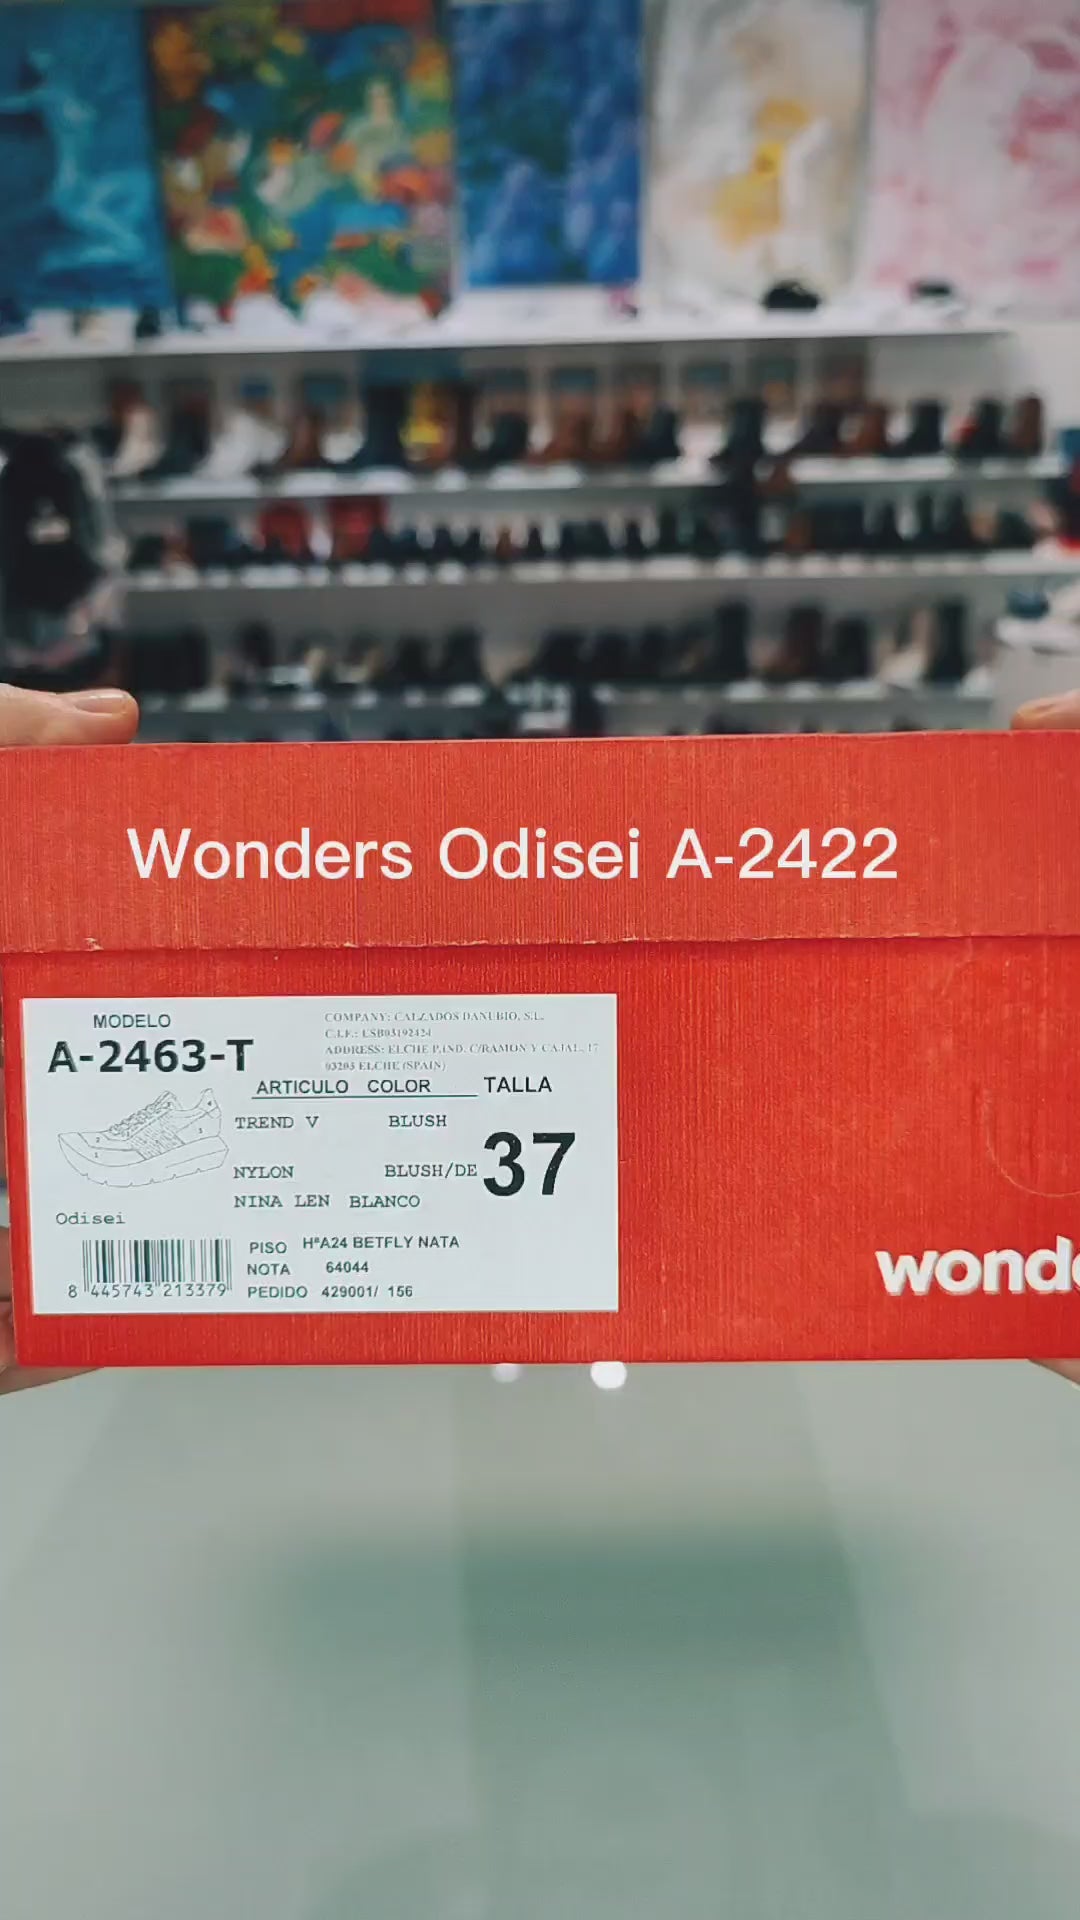 Wonders Odisei A-2422
MODELO
A-2463-T
COMPANY: CALZADOS DANUBIO, S.L.
C.I.F.: ESB03192424
ADDRESS: ELCHE P.IND. C/RAMON Y CAJAL, 17
03203 ELCHE (SPAIN)
ARTICULO COLOR TALLA
TREND V BLUSH
37
NYLON BLUSH/DE
NINA LEN BLANCO
Odisei
PISO HªA24 BETFLY NATA
NOTA 64044
PEDIDO 429001/ 156
8 445743 213379
wonde